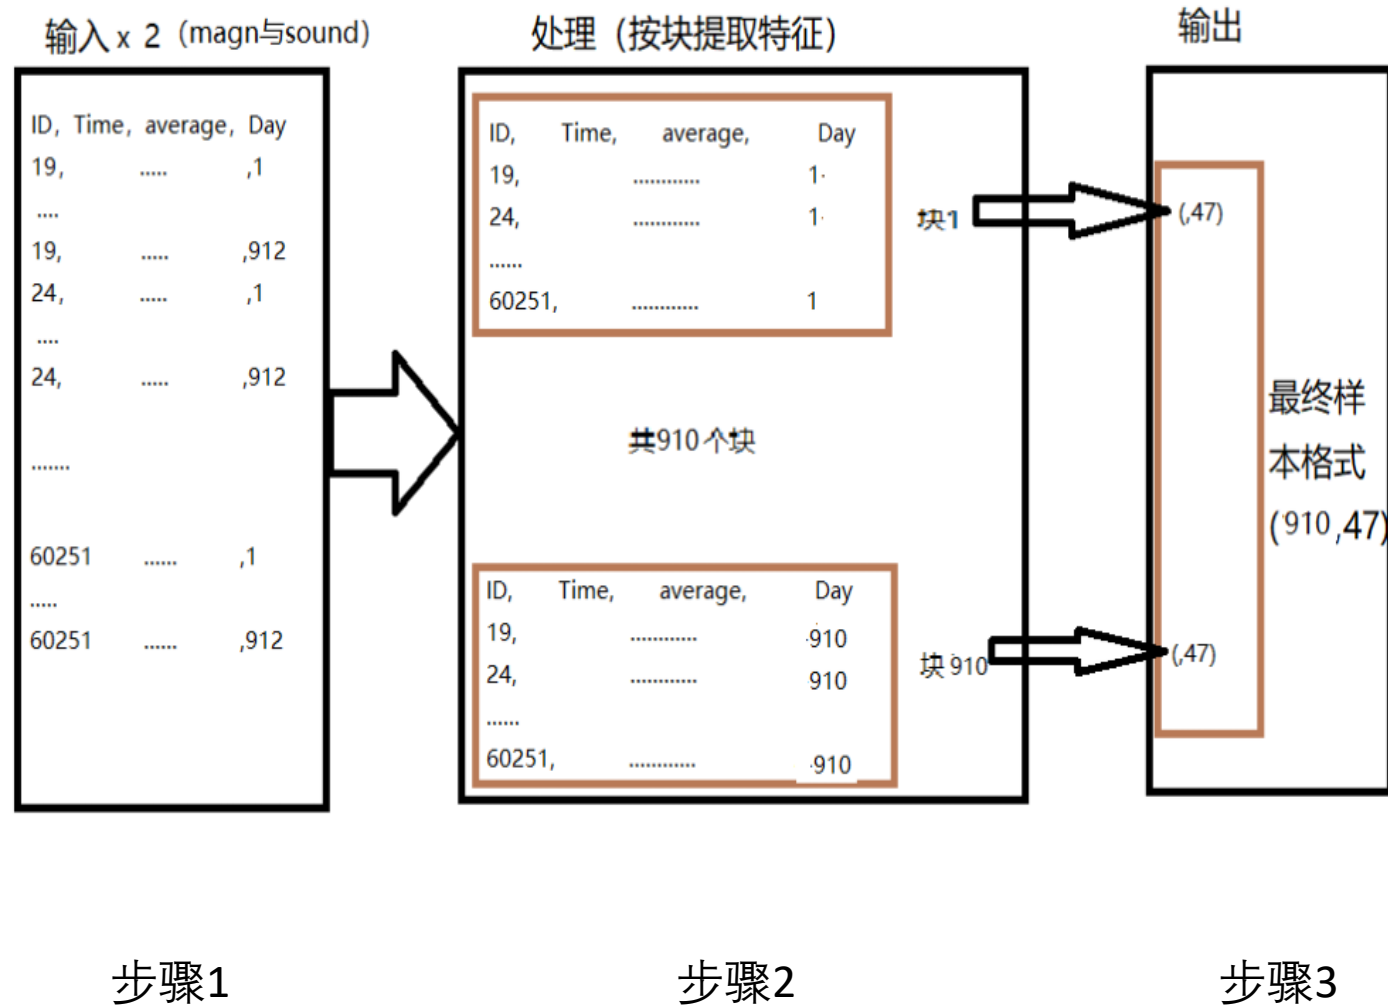 输入 x 2（magn与sound）
ID, Time, average, Day
19, ..... ,1
....
19, ..... ,912
24, ..... ,1
....
24, ..... ,912
.......
60251 ...... ,1
.....
60251 ...... ,912
处理（按块提取特征）
ID, Time, average, Day
19, ............ 1
24, ............ 1
......
60251, ............ 1
块1
共910个块
ID, Time, average, Day
19, ............ 910
24, ............ 910
......
60251, ............ 910
块 910
输出
(,47)
最终样
本格式
(910,47)
(,47)
步骤1
步骤2
步骤3